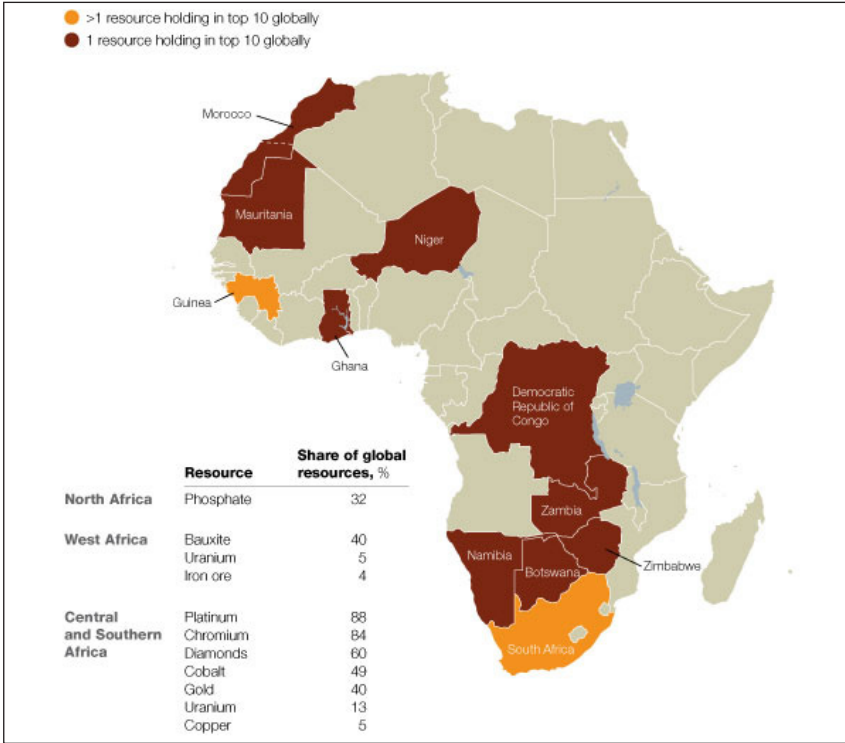 >1 resource holding in top 10 globally
1 resource holding in top 10 globally
Morocco
Mauritania
Niger
Guinea
Ghana
Democratic
Republic of
Congo
Zambia
Namibia
Botswana
Zimbabwe
South Africa
Resource
Share of global
resources, %
North Africa
Phosphate 32
West Africa
Bauxite 40
Uranium 5
Iron ore 4
Central
and Southern
Africa
Platinum 88
Chromium 84
Diamonds 60
Cobalt 49
Gold 40
Uranium 13
Copper 5